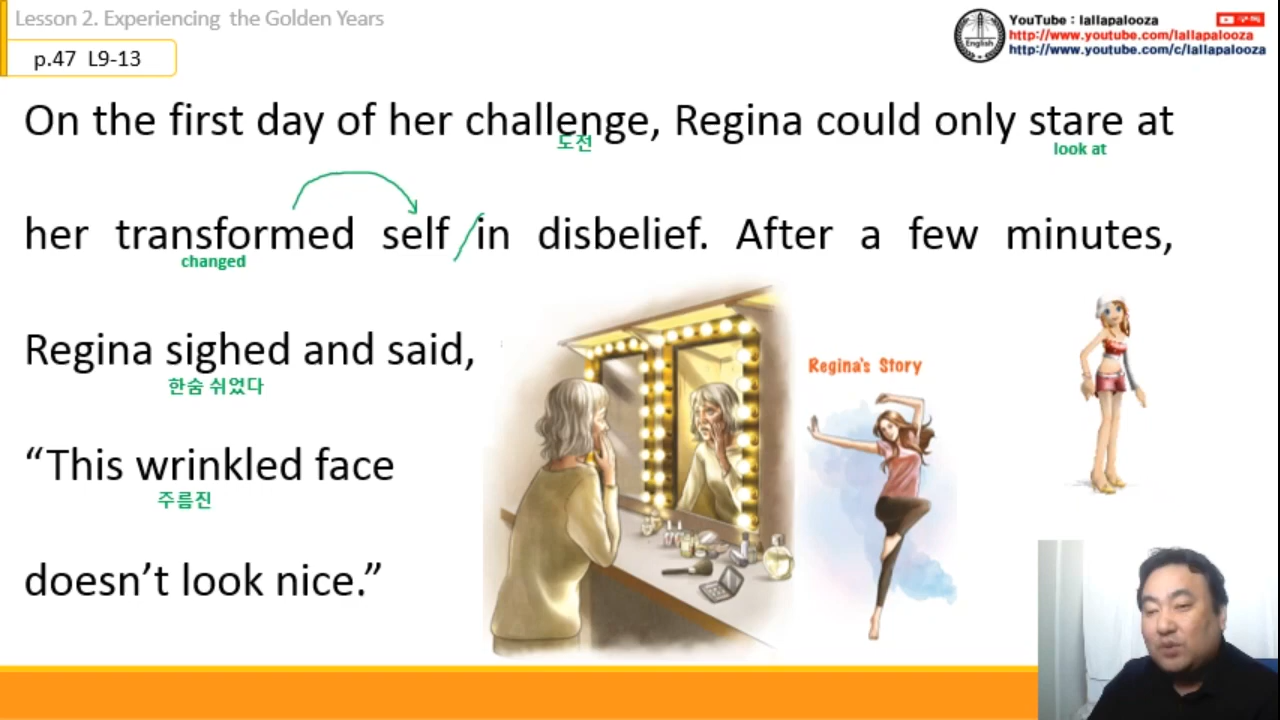 Lesson 2. Experiencing the Golden Years
p.47 L9-13
YouTube : lallapalooza
http://www.youtube.com/lallapalooza
http://www.youtube.com/c/lallapalooza
English
On the first day of her challenge, Regina could only stare at
도전
look at
her transformed self in disbelief. After a few minutes,
changed
Regina sighed and said,
한숨 쉬었다
Regina's Story
“This wrinkled face
주름진
doesn’t look nice.”